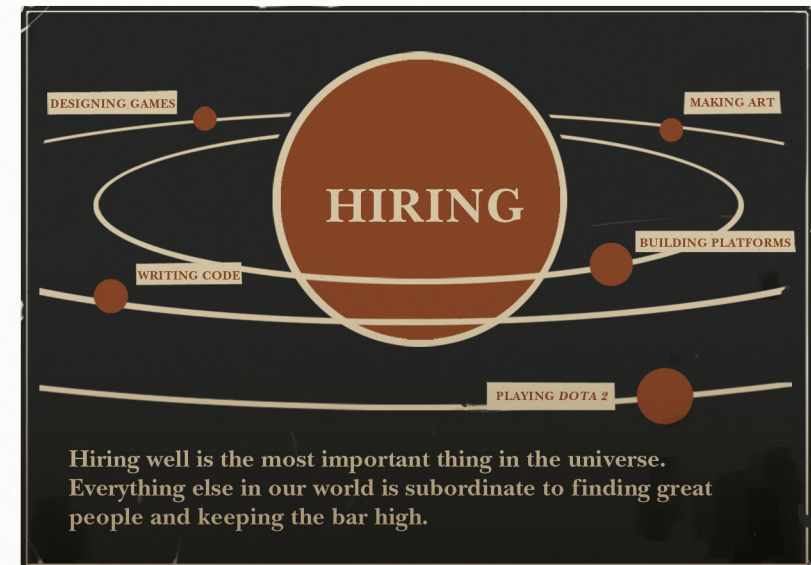 DESIGNING GAMES
MAKING ART
HIRING
BUILDING PLATFORMS
WRITING CODE
PLAYING DOTA 2
Hiring well is the most important thing in the universe.
Everything else in our world is subordinate to finding great
people and keeping the bar high.